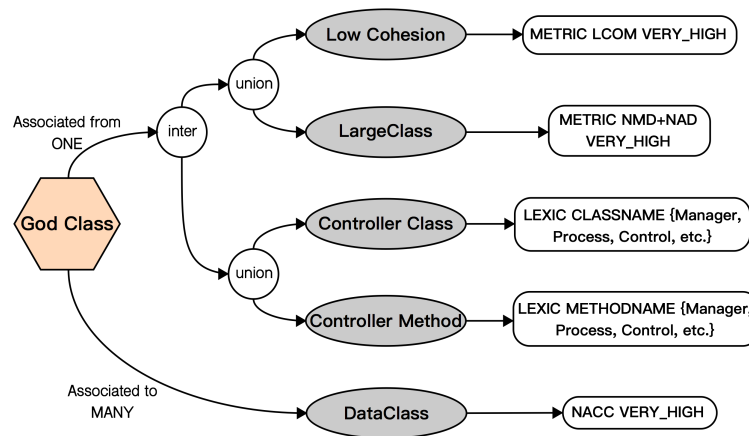 Low Cohesion
METRIC LCOM VERY_HIGH
union
Associated from
ONE
inter
LargeClass
METRIC NMD+NAD
VERY_HIGH
God Class
Controller Class
LEXIC CLASSNAME {Manager,
Process, Control, etc.}
union
Controller Method
LEXIC METHODNAME {Manager,
Process, Control, etc.}
Associated to
MANY
DataClass
NACC VERY_HIGH